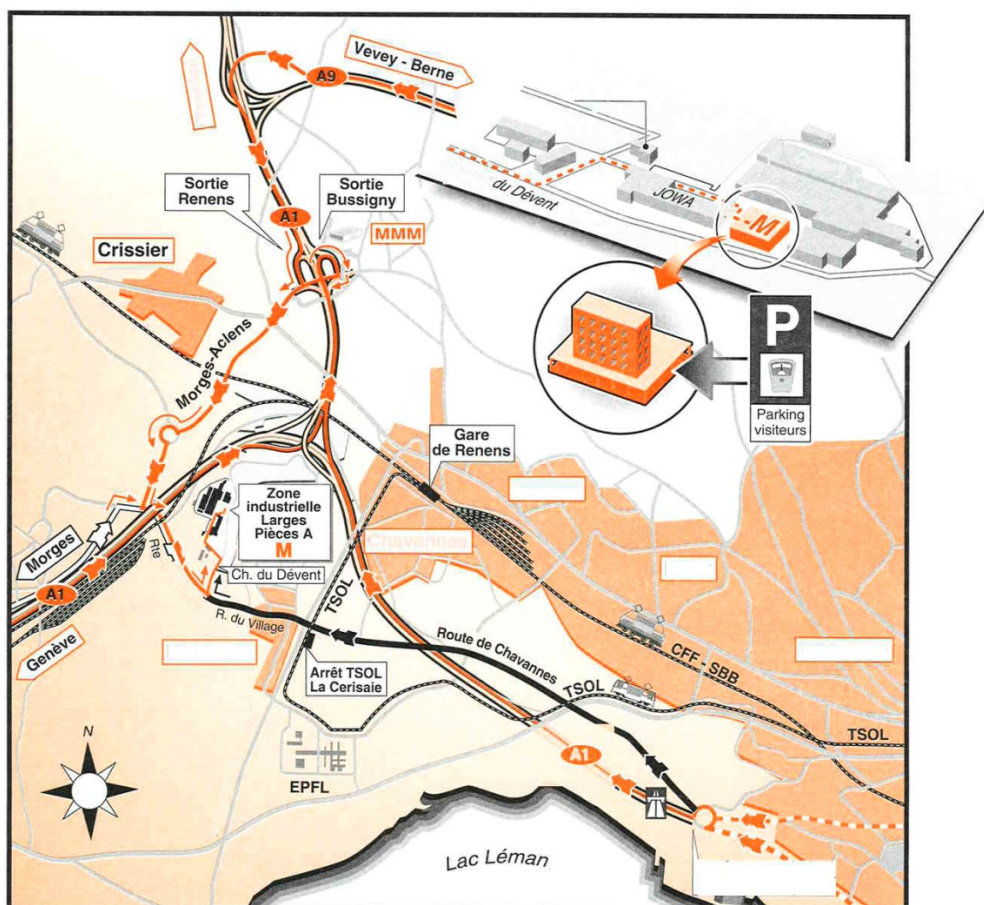 Vevey - Berne
A9
Sortie
Renens
Sortie
Bussigny
A1
MMM
Crissier
du Dévent
JOWA
-M
P
Parking
visiteurs
Morges-Aclens
Gare
de Renens
Zone
industrielle
Larges
Pièces A
M
Chavannes
Morges
Rte
Ch. du Dévent
A1
TSOL
R. du Village
Route de Chavannes
Genève
Arrêt TSOL
La Cerisaie
CFF - SBB
TSOL
TSOL
N
A1
EPFL
Lac Léman